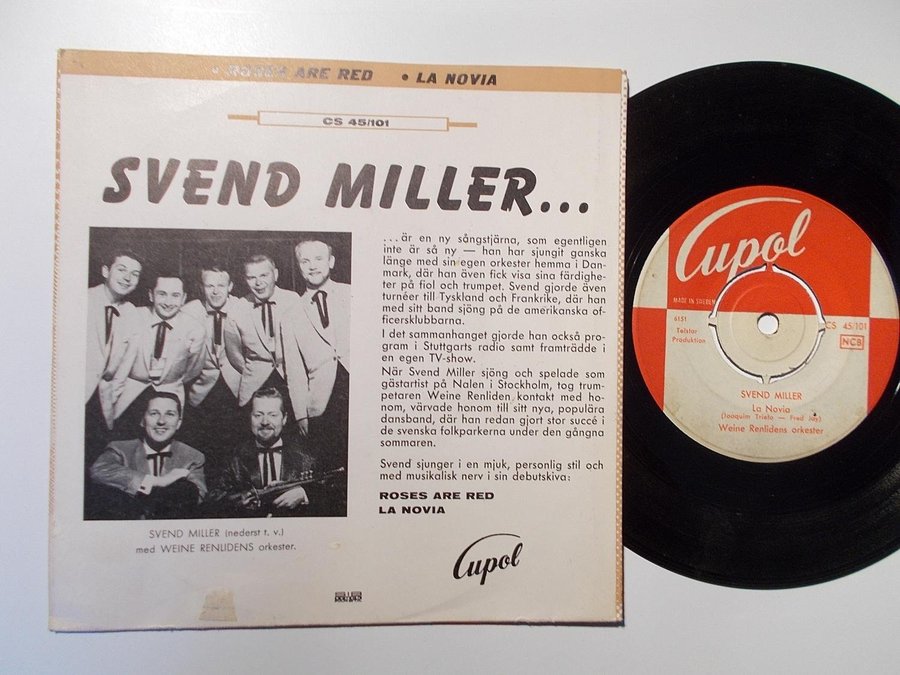 • ROSES ARE RED • LA NOVIA
CS 45/101
SVEND MILLER...
...är en ny sångstjärna, som egentligen
inte är så ny — han har sjungit ganska
länge med sin egen orkester hemma i Dan-
mark, där han även fick visa sina färdighe-
ter på fiol och trumpet. Svend gjorde även
turnéer till Tyskland och Frankrike, där han
med sitt band sjöng på de amerikanska of-
ficersklubbarna.
I det sammanhanget gjorde han också pro-
gram i Stuttgarts radio samt framträdde i
en egen TV-show.
När Svend Miller sjöng och spelade som
gästartist på Nalen i Stockholm, tog trum-
petaren Weine Renliden kontakt med ho-
nom, värvade honom till sitt nya, populära
dansband, där han redan gjort stor succé i
de svenska folkparkerna under den gångna
sommaren.
Svend sjunger i en mjuk, personlig stil och
med musikalisk nerv i sin debutskiva:
ROSES ARE RED
LA NOVIA
SVEND MILLER (nederst t. v.)
med WEINE RENLIDENS orkester.
Cupol
Cupol
MADE IN SWEDEN
6151
Telstar
Produktion
CS 45/101
NCB
SVEND MILLER
La Novia
(Joaquim Prieto — Fred Jay)
Weine Renlidens orkester